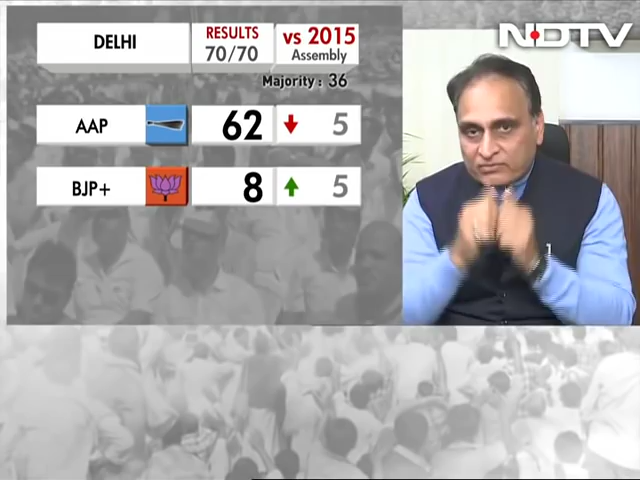 NDTV
DELHI
RESULTS
70/70
vs 2015
Assembly
Majority : 36
AAP
62
5
BJP+
8
5